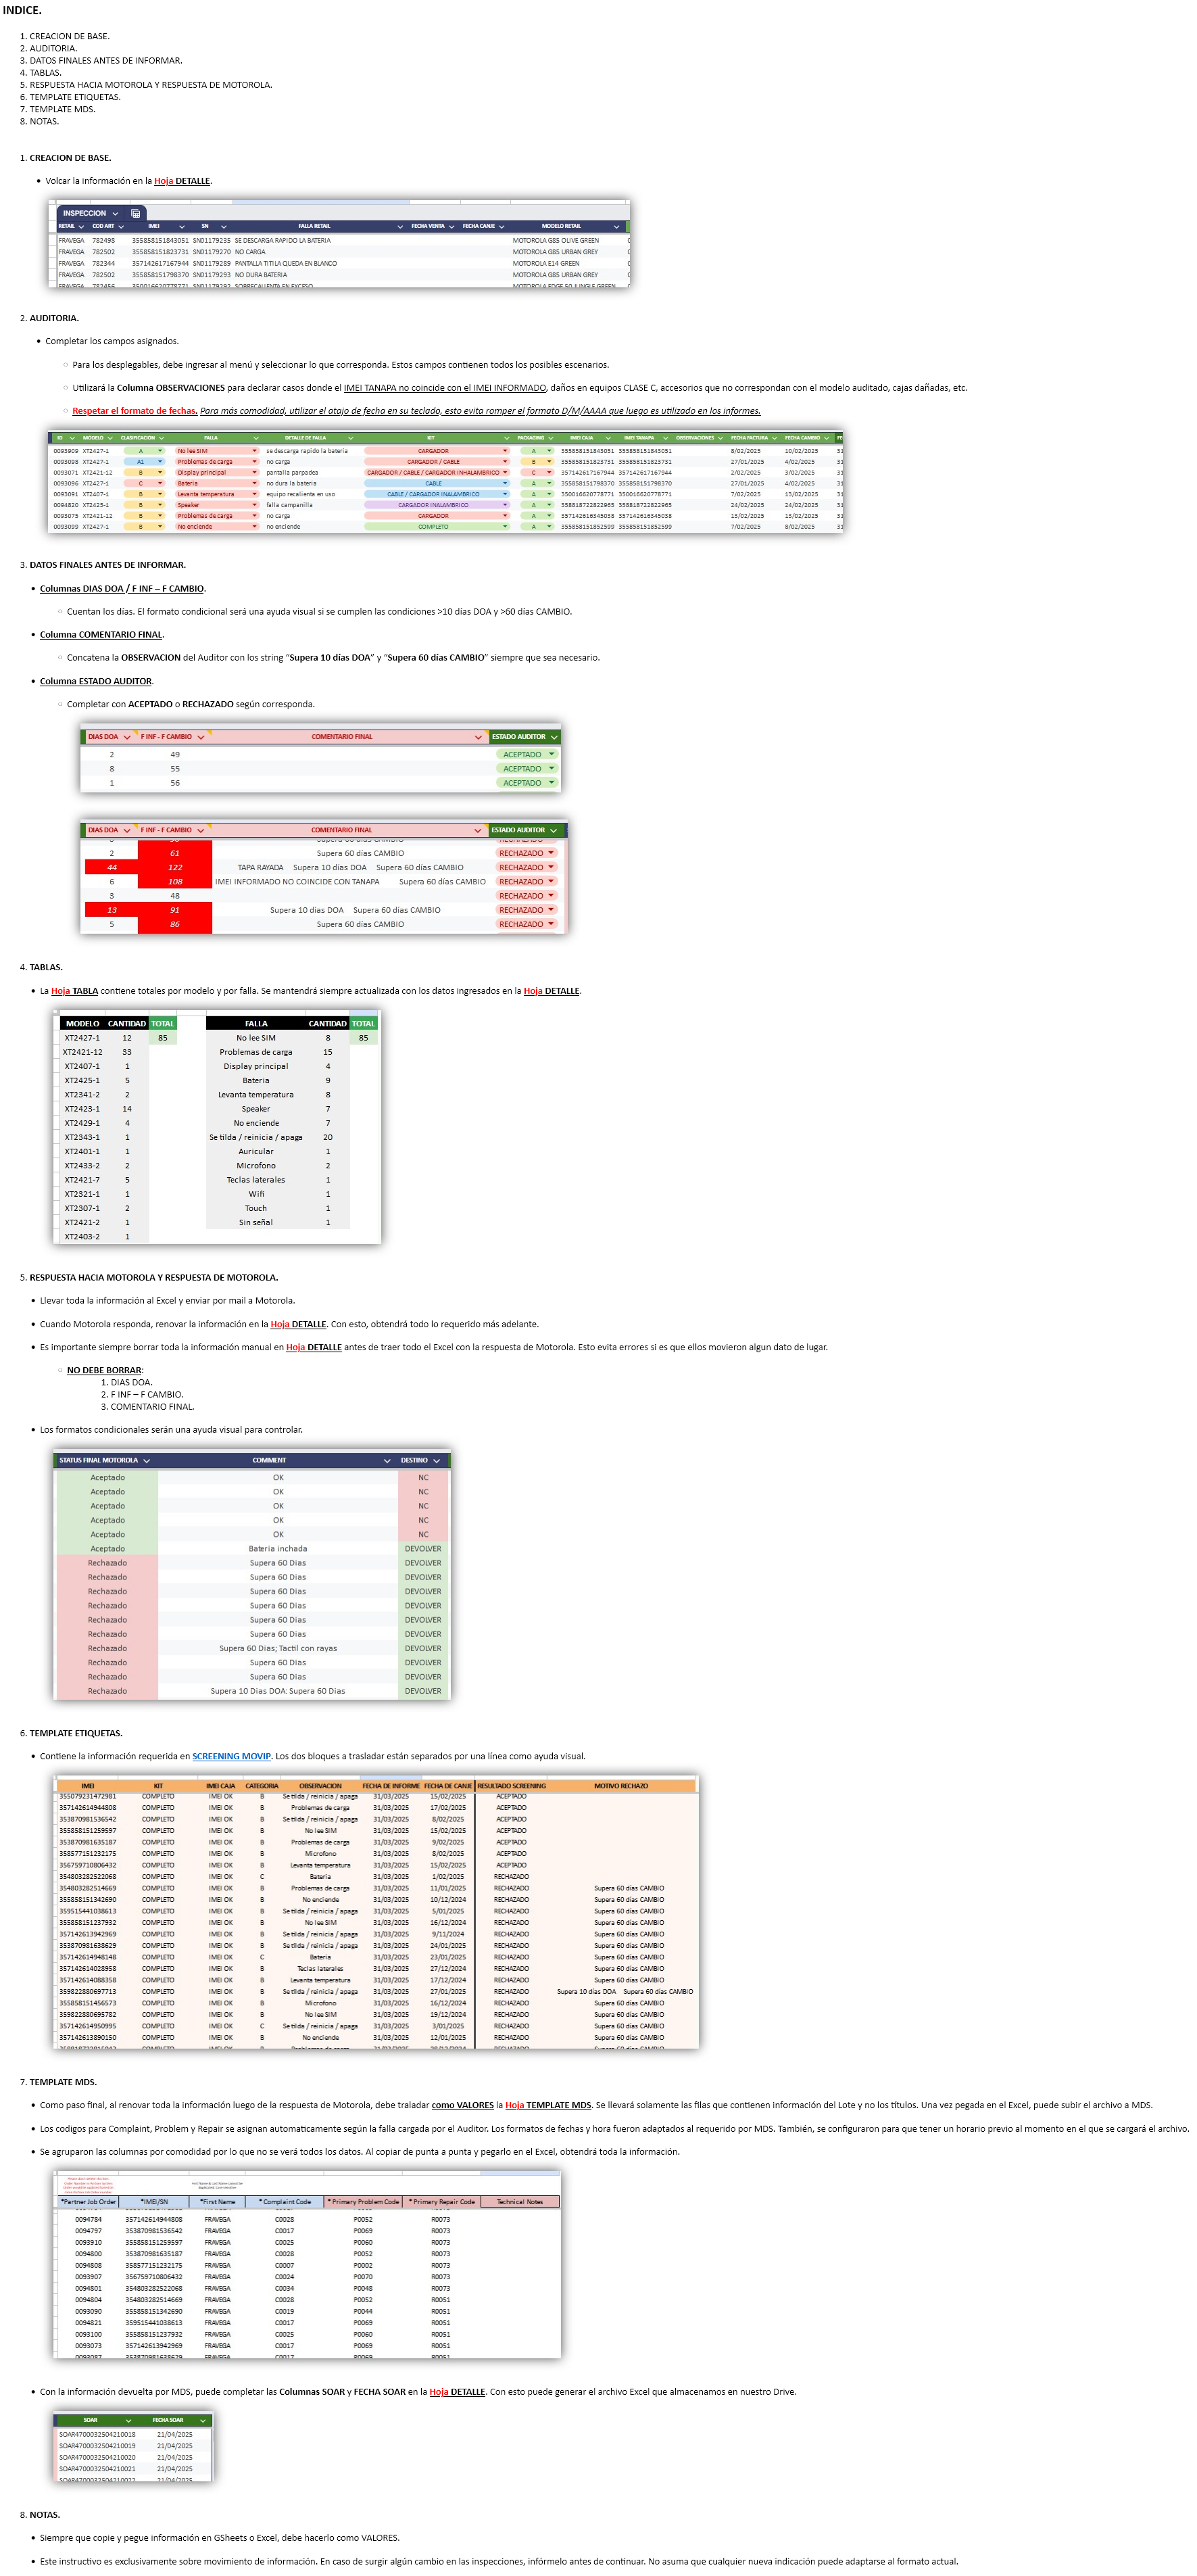 INDICE.
1. CREACION DE BASE.
2. AUDITORIA.
3. DATOS FINALES ANTES DE INFORMAR.
4. TABLAS.
5. RESPUESTA HACIA MOTOROLA Y RESPUESTA DE MOTOROLA.
6. TEMPLATE ETIQUETAS.
7. TEMPLATE MDS.
8. NOTAS.
1. CREACION DE BASE.
• Volcar la información en la Hoja DETALLE.
INSPECCION
RETAIL COD ART IMEI SN FALLA RETAIL FECHA VENTA FECHA CANJE MODELO RETAIL
FRAVEGA 782498 355858151843051 SN01179235 SE DESCARGA RAPIDO LA BATERIA MOTOROLA G85 OLIVE GREEN
FRAVEGA 782502 355858151823731 SN01179270 NO CARGA MOTOROLA G85 URBAN GREY
FRAVEGA 782344 357142617167944 SN01179289 PANTALLA TITILA QUEDA EN BLANCO MOTOROLA E14 GREEN
FRAVEGA 782502 355858151798370 SN01179293 NO DURA BATERIA MOTOROLA G85 URBAN GREY
FRAVEGA 782456 350016620778771 SN01179292 SOBRECALIENTA EN EXCESO MOTOROLA EDGE 50 JUNGLE GREEN
2. AUDITORIA.
• Completar los campos asignados.
○ Para los desplegables, debe ingresar al menú y seleccionar lo que corresponda. Estos campos contienen todos los posibles escenarios.
○ Utilizará la Columna OBSERVACIONES para declarar casos donde el IMEI TANAPA no coincide con el IMEI INFORMADO, daños en equipos CLASE C, accesorios que no correspondan con el modelo auditado, cajas dañadas, etc.
○ Respetar el formato de fechas. Para más comodidad, utilizar el atajo de fecha en su teclado, esto evita romper el formato D/M/AAAA que luego es utilizado en los informes.
ID MODELO CLASIFICACION FALLA DETALLE DE FALLA KIT PACKAGING IMEI CAJA IMEI TANAPA OBSERVACIONES FECHA FACTURA FECHA CAMBIO FE
0093909 XT2427-1 A No lee SIM se descarga rapido la bateria CARGADOR A 355858151843051 355858151843051 8/02/2025 10/02/2025 31
0093098 XT2427-1 A1 Problemas de carga no carga CARGADOR / CABLE B 355858151823731 355858151823731 27/01/2025 4/02/2025 31
0093071 XT2421-12 B Display principal pantalla parpadea CARGADOR / CABLE / CARGADOR INHALAMBRICO C 357142617167944 357142617167944 2/02/2025 3/02/2025 31
0093096 XT2427-1 C Bateria no dura la bateria CABLE A 355858151798370 355858151798370 27/01/2025 4/02/2025 31
0093091 XT2407-1 B Levanta temperatura equipo recalienta en uso CABLE / CARGADOR INALAMBRICO A 350016620778771 350016620778771 7/02/2025 13/02/2025 31
0094820 XT2425-1 B Speaker falla campanilla CARGADOR INALAMBRICO A 358818722822965 358818722822965 24/02/2025 24/02/2025 31
0093075 XT2421-12 B Problemas de carga no carga CARGADOR A 357142616345038 357142616345038 13/02/2025 13/02/2025 31
0093099 XT2427-1 B No enciende no enciende COMPLETO A 355858151852599 355858151852599 7/02/2025 8/02/2025 31
3. DATOS FINALES ANTES DE INFORMAR.
• Columnas DIAS DOA / F INF – F CAMBIO.
○ Cuentan los días. El formato condicional será una ayuda visual si se cumplen las condiciones >10 días DOA y >60 días CAMBIO.
• Columna COMENTARIO FINAL.
○ Concatena la OBSERVACION del Auditor con los string “Supera 10 días DOA” y “Supera 60 días CAMBIO” siempre que sea necesario.
• Columna ESTADO AUDITOR.
○ Completar con ACEPTADO o RECHAZADO según corresponda.
DIAS DOA F INF - F CAMBIO COMENTARIO FINAL ESTADO AUDITOR
2 49 ACEPTADO
8 55 ACEPTADO
1 56 ACEPTADO
DIAS DOA F INF - F CAMBIO COMENTARIO FINAL ESTADO AUDITOR
2 61 Supera 60 días CAMBIO RECHAZADO
44 122 TAPA RAYADA Supera 10 días DOA Supera 60 días CAMBIO RECHAZADO
6 108 IMEI INFORMADO NO COINCIDE CON TANAPA Supera 60 días CAMBIO RECHAZADO
3 48 RECHAZADO
13 91 Supera 10 días DOA Supera 60 días CAMBIO RECHAZADO
5 86 Supera 60 días CAMBIO RECHAZADO
4. TABLAS.
• La Hoja TABLA contiene totales por modelo y por falla. Se mantendrá siempre actualizada con los datos ingresados en la Hoja DETALLE.
MODELO CANTIDAD TOTAL FALLA CANTIDAD TOTAL
XT2427-1 12 85 No lee SIM 8 85
XT2421-12 33 Problemas de carga 15
XT2407-1 1 Display principal 4
XT2425-1 5 Bateria 9
XT2341-2 2 Levanta temperatura 8
XT2423-1 14 Speaker 7
XT2429-1 4 No enciende 7
XT2343-1 1 Se tilda / reinicia / apaga 20
XT2401-1 1 Auricular 1
XT2433-2 2 Microfono 2
XT2421-7 5 Teclas laterales 1
XT2321-1 1 Wifi 1
XT2307-1 2 Touch 1
XT2421-2 1 Sin señal 1
XT2403-2 1
5. RESPUESTA HACIA MOTOROLA Y RESPUESTA DE MOTOROLA.
• Llevar toda la información al Excel y enviar por mail a Motorola.
• Cuando Motorola responda, renovar la información en la Hoja DETALLE. Con esto, obtendrá todo lo requerido más adelante.
• Es importante siempre borrar toda la información manual en Hoja DETALLE antes de traer todo el Excel con la respuesta de Motorola. Esto evita errores si es que ellos movieron algun dato de lugar.
○ NO DEBE BORRAR:
1. DIAS DOA.
2. F INF – F CAMBIO.
3. COMENTARIO FINAL.
• Los formatos condicionales serán una ayuda visual para controlar.
STATUS FINAL MOTOROLA COMMENT DESTINO
Aceptado OK NC
Aceptado OK NC
Aceptado OK NC
Aceptado OK NC
Aceptado OK NC
Aceptado Bateria inchada DEVOLVER
Rechazado Supera 60 Dias DEVOLVER
Rechazado Supera 60 Dias DEVOLVER
Rechazado Supera 60 Dias DEVOLVER
Rechazado Supera 60 Dias DEVOLVER
Rechazado Supera 60 Dias DEVOLVER
Rechazado Supera 60 Dias DEVOLVER
Rechazado Supera 60 Dias; Tactil con rayas DEVOLVER
Rechazado Supera 60 Dias DEVOLVER
Rechazado Supera 60 Dias DEVOLVER
Rechazado Supera 10 Dias DOA: Supera 60 Dias DEVOLVER
6. TEMPLATE ETIQUETAS.
• Contiene la información requerida en SCREENING MOVIP. Los dos bloques a trasladar están separados por una línea como ayuda visual.
IMEI KIT IMEI CAJA CATEGORIA OBSERVACION FECHA DE INFORME FECHA DE CANJE RESULTADO SCREENING MOTIVO RECHAZO
355079231472981 COMPLETO IMEI OK B Se tilda / reinicia / apaga 31/03/2025 15/02/2025 ACEPTADO
357142614944808 COMPLETO IMEI OK B Problemas de carga 31/03/2025 17/02/2025 ACEPTADO
353870981536542 COMPLETO IMEI OK B Se tilda / reinicia / apaga 31/03/2025 8/02/2025 ACEPTADO
355858151259597 COMPLETO IMEI OK B No lee SIM 31/03/2025 15/02/2025 ACEPTADO
353870981635187 COMPLETO IMEI OK B Problemas de carga 31/03/2025 9/02/2025 ACEPTADO
358577151232175 COMPLETO IMEI OK B Microfono 31/03/2025 8/02/2025 ACEPTADO
356759710806432 COMPLETO IMEI OK B Levanta temperatura 31/03/2025 15/02/2025 ACEPTADO
354803282522068 COMPLETO IMEI OK C Bateria 31/03/2025 1/02/2025 RECHAZADO
354803282514669 COMPLETO IMEI OK B Problemas de carga 31/03/2025 11/01/2025 RECHAZADO Supera 60 días CAMBIO
355858151342690 COMPLETO IMEI OK B No enciende 31/03/2025 10/12/2024 RECHAZADO Supera 60 días CAMBIO
359515441038613 COMPLETO IMEI OK B Se tilda / reinicia / apaga 31/03/2025 5/01/2025 RECHAZADO Supera 60 días CAMBIO
355858151237932 COMPLETO IMEI OK B No lee SIM 31/03/2025 16/12/2024 RECHAZADO Supera 60 días CAMBIO
357142613942969 COMPLETO IMEI OK B Se tilda / reinicia / apaga 31/03/2025 9/11/2024 RECHAZADO Supera 60 días CAMBIO
353870981638629 COMPLETO IMEI OK B Se tilda / reinicia / apaga 31/03/2025 24/01/2025 RECHAZADO Supera 60 días CAMBIO
357142614948148 COMPLETO IMEI OK C Bateria 31/03/2025 23/01/2025 RECHAZADO Supera 60 días CAMBIO
357142614028958 COMPLETO IMEI OK B Teclas laterales 31/03/2025 27/12/2024 RECHAZADO Supera 60 días CAMBIO
357142614088358 COMPLETO IMEI OK B Levanta temperatura 31/03/2025 17/12/2024 RECHAZADO Supera 60 días CAMBIO
359822880697713 COMPLETO IMEI OK B Se tilda / reinicia / apaga 31/03/2025 27/01/2025 RECHAZADO Supera 10 días DOA Supera 60 días CAMBIO
355858151456573 COMPLETO IMEI OK B Microfono 31/03/2025 16/12/2024 RECHAZADO Supera 60 días CAMBIO
359822880695782 COMPLETO IMEI OK B No lee SIM 31/03/2025 19/12/2024 RECHAZADO Supera 60 días CAMBIO
357142614950995 COMPLETO IMEI OK C Se tilda / reinicia / apaga 31/03/2025 3/01/2025 RECHAZADO Supera 60 días CAMBIO
357142613890150 COMPLETO IMEI OK B No enciende 31/03/2025 12/01/2025 RECHAZADO Supera 60 días CAMBIO
7. TEMPLATE MDS.
• Como paso final, al renovar toda la información luego de la respuesta de Motorola, debe traladar como VALORES la Hoja TEMPLATE MDS. Se llevará solamente las filas que contienen información del Lote y no los títulos. Una vez pegada en el Excel, puede subir el archivo a MDS.
• Los codigos para Complaint, Problem y Repair se asignan automaticamente según la falla cargada por el Auditor. Los formatos de fechas y hora fueron adaptados al requerido por MDS. También, se configuraron para que tener un horario previo al momento en el que se cargará el archivo.
• Se agruparon las columnas por comodidad por lo que no se verá todos los datos. Al copiar de punta a punta y pegarlo en el Excel, obtendrá toda la información.
*Partner Job Order *IMEI/SN *First Name * Complaint Code * Primary Problem Code * Primary Repair Code Technical Notes
0094784 357142614944808 FRAVEGA C0028 P0052 R0073
0094797 353870981536542 FRAVEGA C0017 P0069 R0073
0093910 355858151259597 FRAVEGA C0025 P0060 R0073
0094800 353870981635187 FRAVEGA C0028 P0052 R0073
0094808 358577151232175 FRAVEGA C0007 P0002 R0073
0093907 356759710806432 FRAVEGA C0024 P0070 R0073
0094801 354803282522068 FRAVEGA C0034 P0048 R0073
0094804 354803282514669 FRAVEGA C0028 P0052 R0051
0093090 355858151342690 FRAVEGA C0019 P0044 R0051
0094821 359515441038613 FRAVEGA C0017 P0069 R0051
0093100 355858151237932 FRAVEGA C0025 P0060 R0051
0093073 357142613942969 FRAVEGA C0017 P0069 R0051
0093087 353870981638629 FRAVEGA C0017 P0069 R0051
• Con la información devuelta por MDS, puede completar las Columnas SOAR y FECHA SOAR en la Hoja DETALLE. Con esto puede generar el archivo Excel que almacenamos en nuestro Drive.
SOAR FECHA SOAR
SOAR4700032504210018 21/04/2025
SOAR4700032504210019 21/04/2025
SOAR4700032504210020 21/04/2025
SOAR4700032504210021 21/04/2025
SOAR4700032504210022 21/04/2025
8. NOTAS.
• Siempre que copie y pegue información en GSheets o Excel, debe hacerlo como VALORES.
• Este instructivo es exclusivamente sobre movimiento de información. En caso de surgir algún cambio en las inspecciones, infórmelo antes de continuar. No asuma que cualquier nueva indicación puede adaptarse al formato actual.